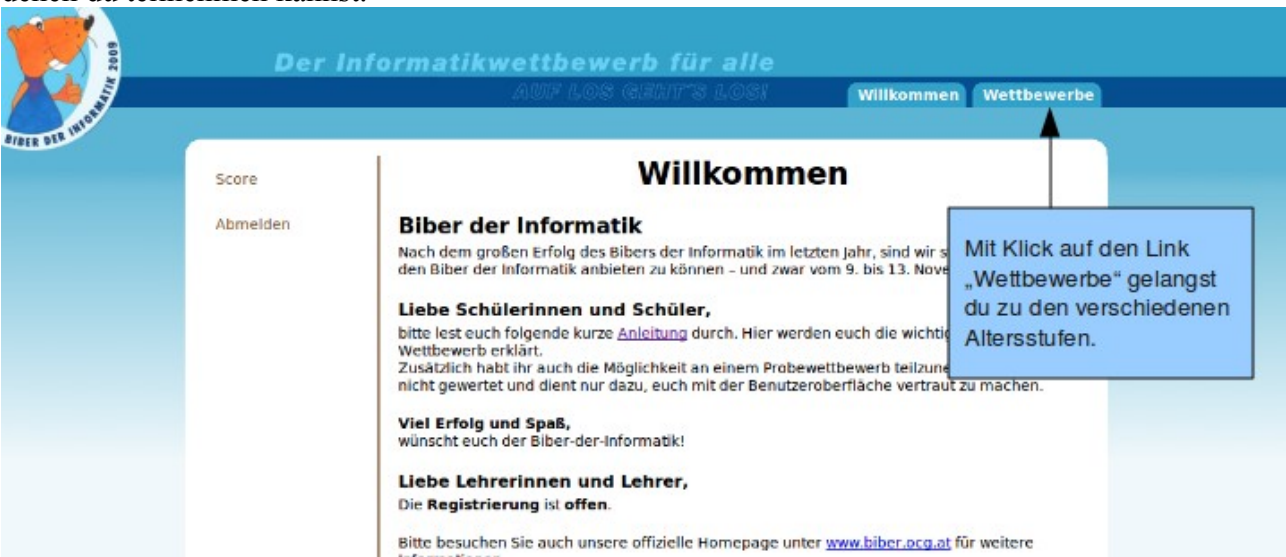 BIBER DER INFORMATIK 2009
Der Informatikwettbewerb für alle
AUF LOS GEHT'S LOS!
Willkommen Wettbewerbe
Score
Abmelden
Willkommen
Biber der Informatik
Nach dem großen Erfolg des Bibers der Informatik im letzten Jahr, sind wir
den Biber der Informatik anbieten zu können – und zwar vom 9. bis 13.
Liebe Schülerinnen und Schüler,
bitte lest euch folgende kurze Anleitung durch. Hier werden euch die
Wettbewerb erklärt.
Zusätzlich habt ihr auch die Möglichkeit an einem Probewettbewerb
nicht gewertet und dient nur dazu, euch mit der Benutzeroberfläche vertraut zu machen.
Viel Erfolg und Spaß,
wünscht euch der Biber-der-Informatik!
Liebe Lehrerinnen und Lehrer,
Die Registrierung ist offen.
Bitte besuchen Sie auch unsere offizielle Homepage unter www.biber.ocg.at für weitere
Mit Klick auf den Link
„Wettbewerbe“ gelangst
du zu den verschiedenen
Altersstufen.